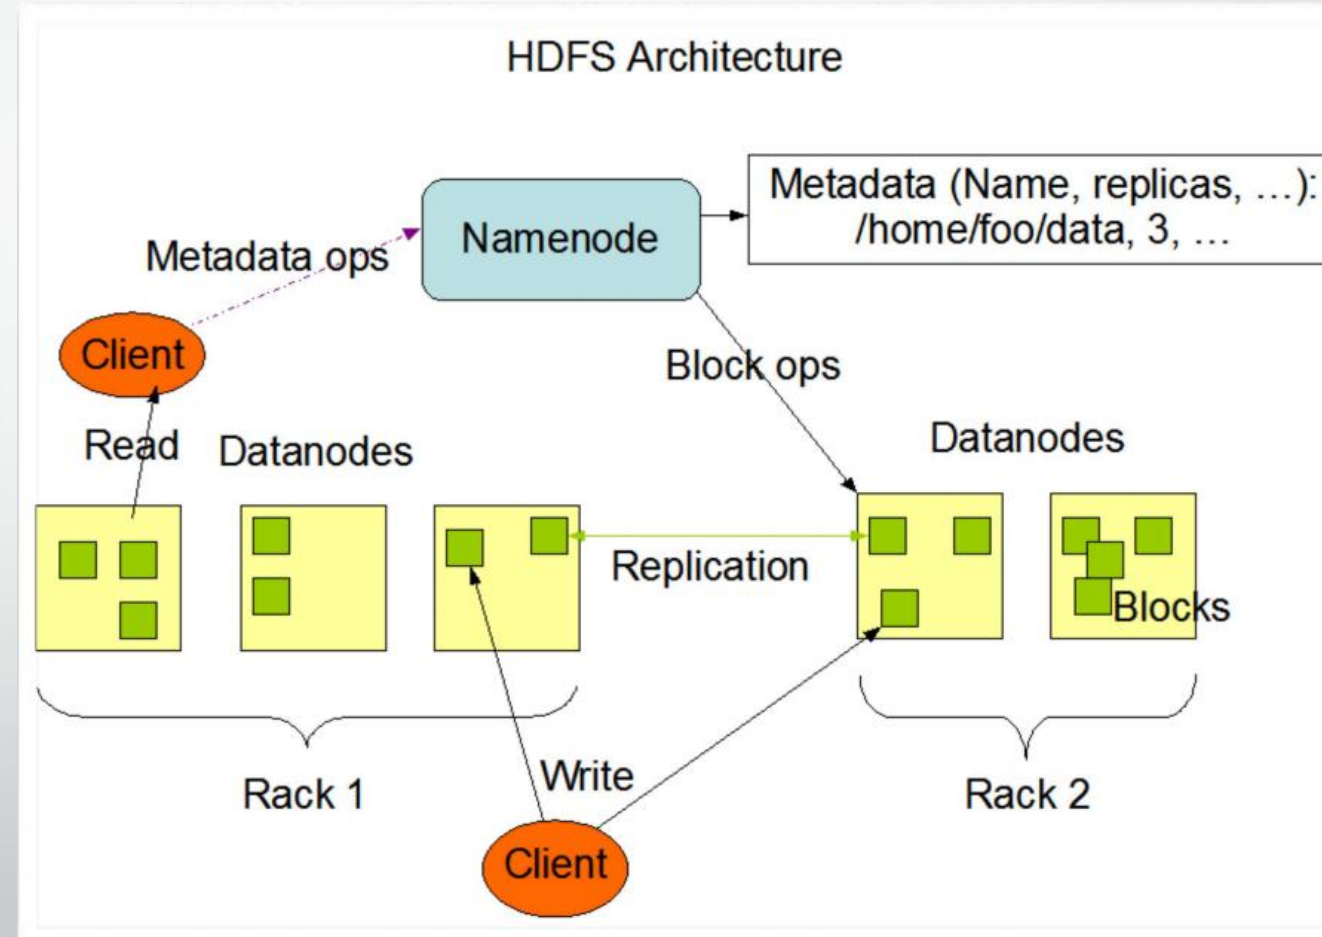 HDFS Architecture
Metadata (Name, replicas, …):
/home/foo/data, 3, …
Namenode
Metadata ops
Client
Block ops
Read
Datanodes
Datanodes
Replication
Blocks
Rack 1
Write
Rack 2
Client